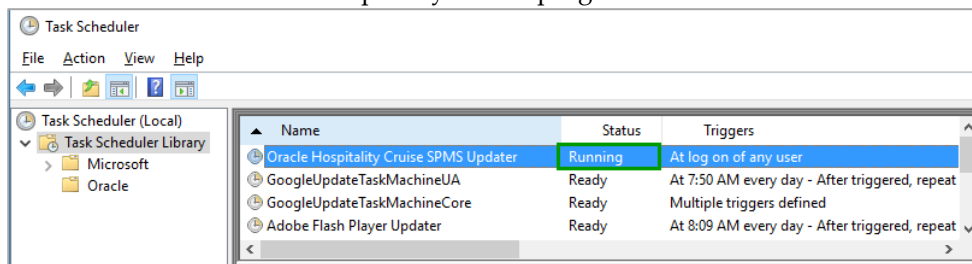 Task Scheduler
File Action View Help
Task Scheduler (Local)
Task Scheduler Library
Microsoft
Oracle
Name Status Triggers
Oracle Hospitality Cruise SPMS Updater Running At log on of any user
GoogleUpdateTaskMachineUA Ready At 7:50 AM every day - After triggered, repeat
GoogleUpdateTaskMachineCore Ready Multiple triggers defined
Adobe Flash Player Updater Ready At 8:09 AM every day - After triggered, repeat